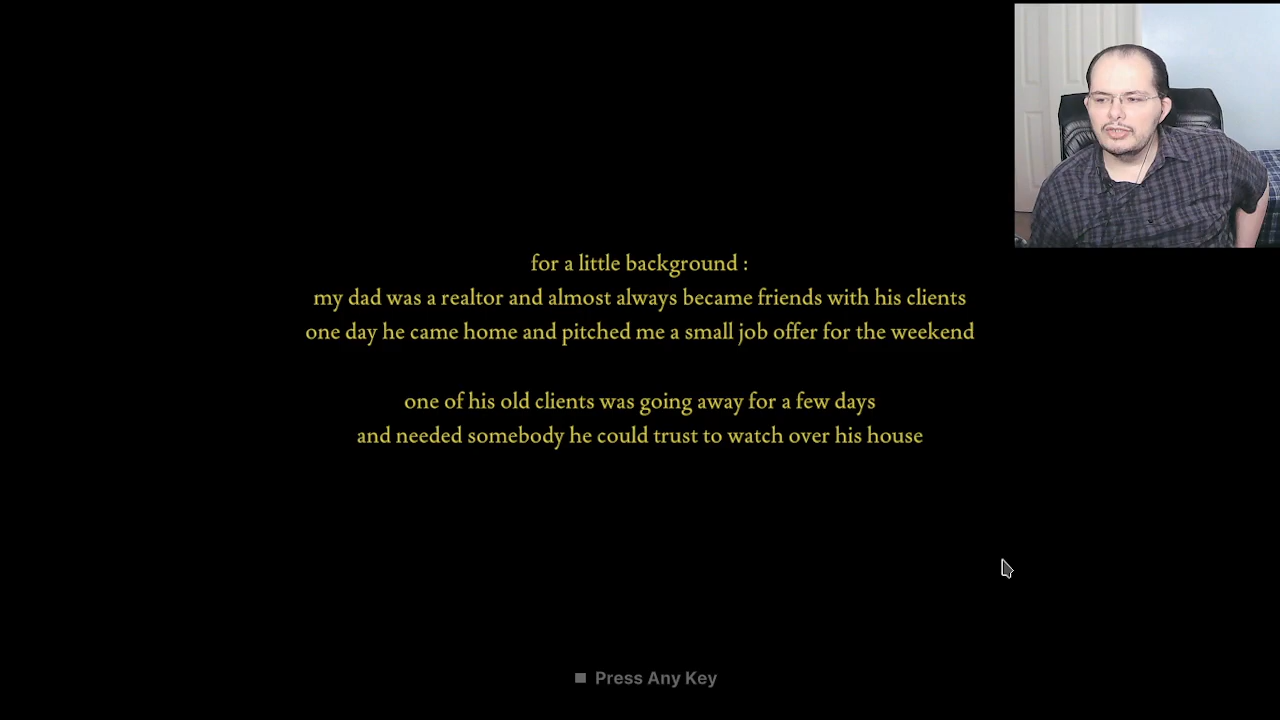 for a little background :
my dad was a realtor and almost always became friends with his clients
one day he came home and pitched me a small job offer for the weekend
one of his old clients was going away for a few days
and needed somebody he could trust to watch over his house
Press Any Key